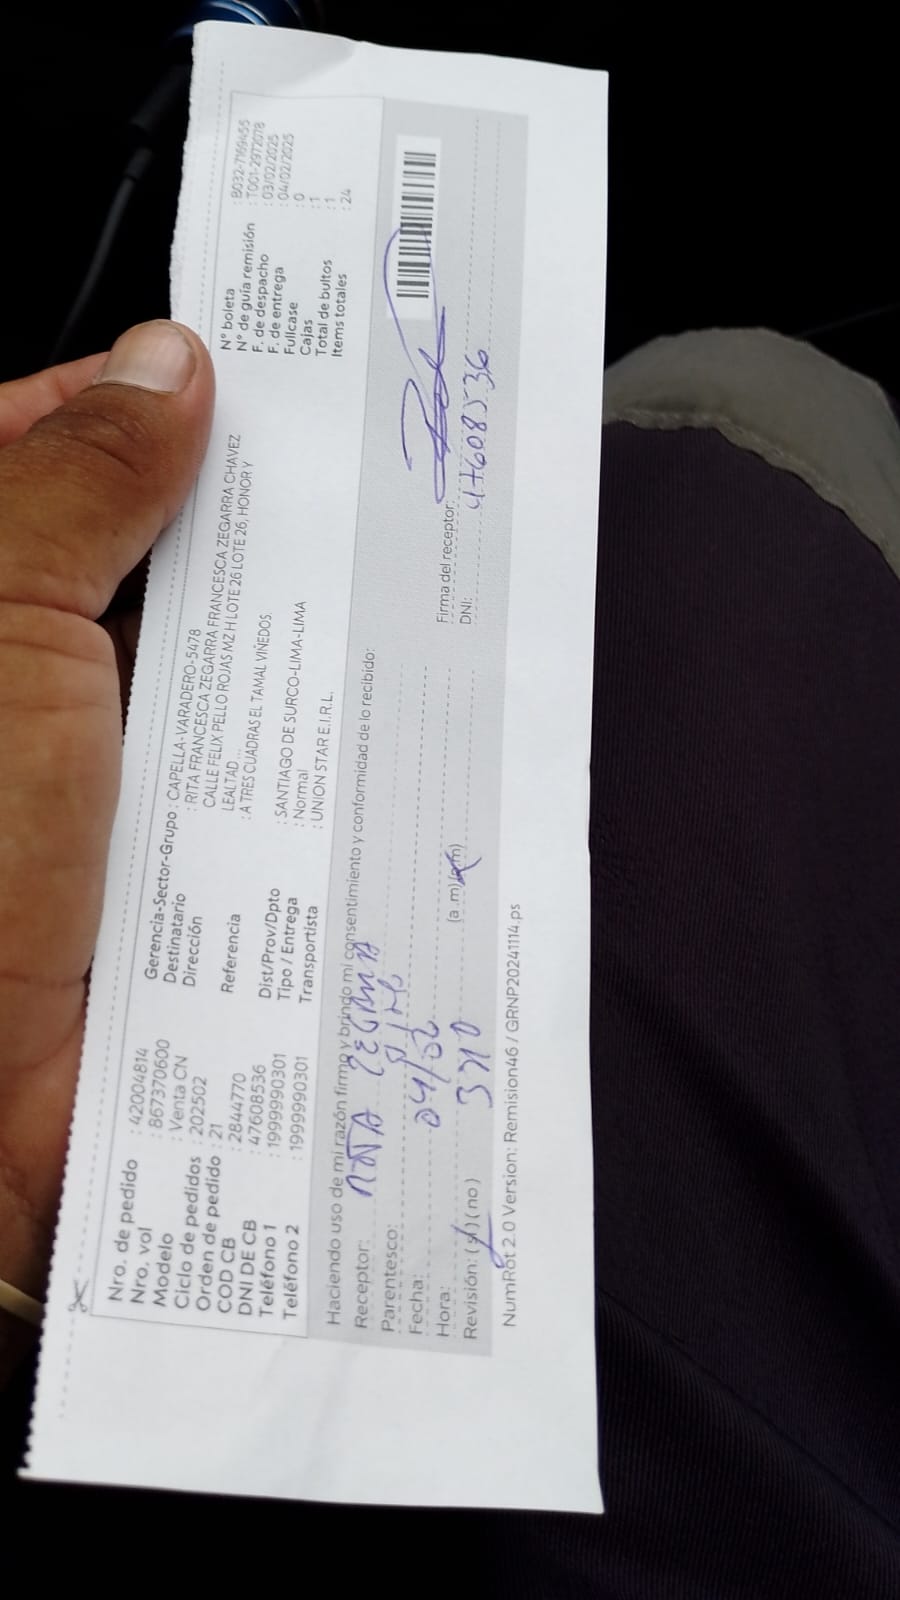 Nro. de pedido : 42004814
Nro. vol : 867370600
Modelo : Venta CN
Ciclo de pedidos : 202502
Orden de pedido : 21
COD CB : 2844770
DNI DE CB : 47608536
Teléfono 1 : 1999990301
Teléfono 2 : 1999990301
Gerencia-Sector-Grupo : CAPELLA-VARADERO-5478
Destinatario : RITA FRANCESCA ZEGARRA FRANCESCA ZEGARRA CHAVEZ
Dirección CALLE FELIX PELLO ROJAS MZ H LOTE 26 LOTE 26, HONOR Y
LEALTAD ...
Referencia : A TRES CUADRAS EL TAMAL VIÑEDOS
Dist/Prov/Dpto : SANTIAGO DE SURCO-LIMA-LIMA
Tipo / Entrega : Normal
Transportista : UNION STAR E.I.R.L.
N° boleta : B032-7169455
N° de guía remisión : T001-2972078
F. de despacho : 03/02/2025
F. de entrega : 04/02/2025
Fullcase : 0
Cajas : 1
Total de bultos : 1
Items totales : 24
Haciendo uso de mi razón firmo y brindo mi consentimiento y conformidad de lo recibido:
Receptor:
Parentesco:
Fecha: 04/02
Hora: 3 (a .m) (p.m)
Revisión: (si) (no)
Firma del receptor:
DNI: 47608536
NumRot 2.0 Version: Remision46 / GRNP20241114.ps